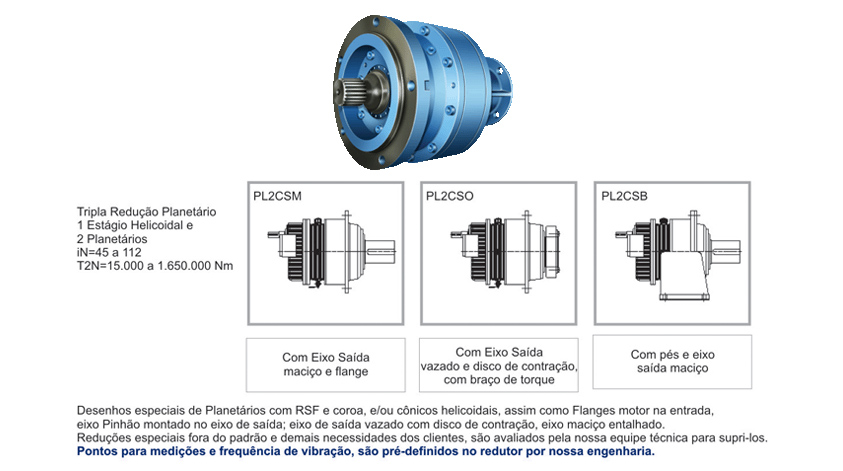 PL2CSM
PL2CSO
PL2CSB
Tripla Redução Planetário
1 Estágio Helicoidal e
2 Planetários
iN=45 a 112
T2N=15.000 a 1.650.000 Nm
Com Eixo Saída
maciço e flange
Com Eixo Saída
vazado e disco de contração,
com braço de torque
Com pés e eixo
saída maciço
Desenhos especiais de Planetários com RSF e coroa, e/ou cônicos helicoidais, assim como Flanges motor na entrada,
eixo Pinhão montado no eixo de saída; eixo de saída vazado com disco de contração, eixo maciço entalhado.
Reduções especiais fora do padrão e demais necessidades dos clientes, são avaliados pela nossa equipe técnica para supri-los.
Pontos para medições e frequência de vibração, são pré-definidos no redutor por nossa engenharia.